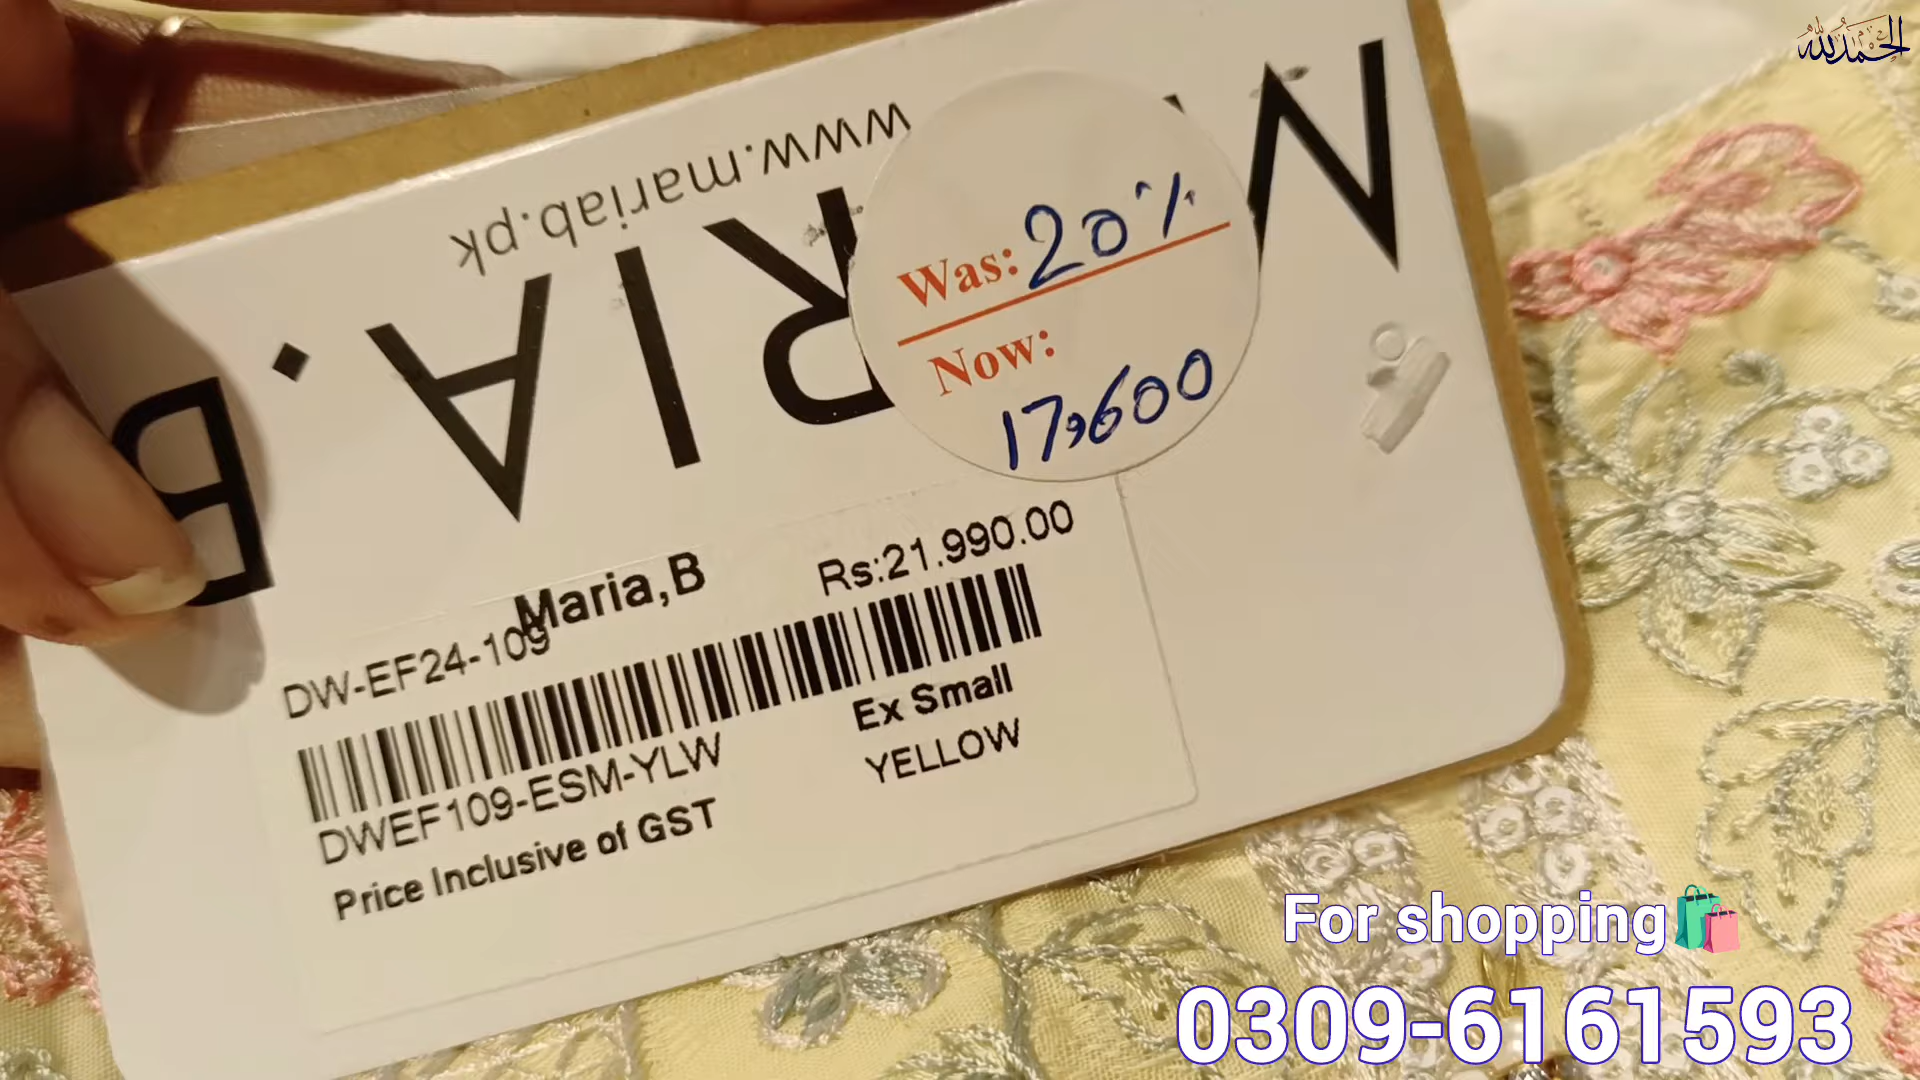 الحمدلله
www.mariab.pk
M RIA.B
Was: 20%
Now:
17,600
Maria,B
Rs:21.990.00
DW-EF24-109
Ex Small
DWEF109-ESM-YLW
YELLOW
Price Inclusive of GST
For shopping🛍️
0309-6161593